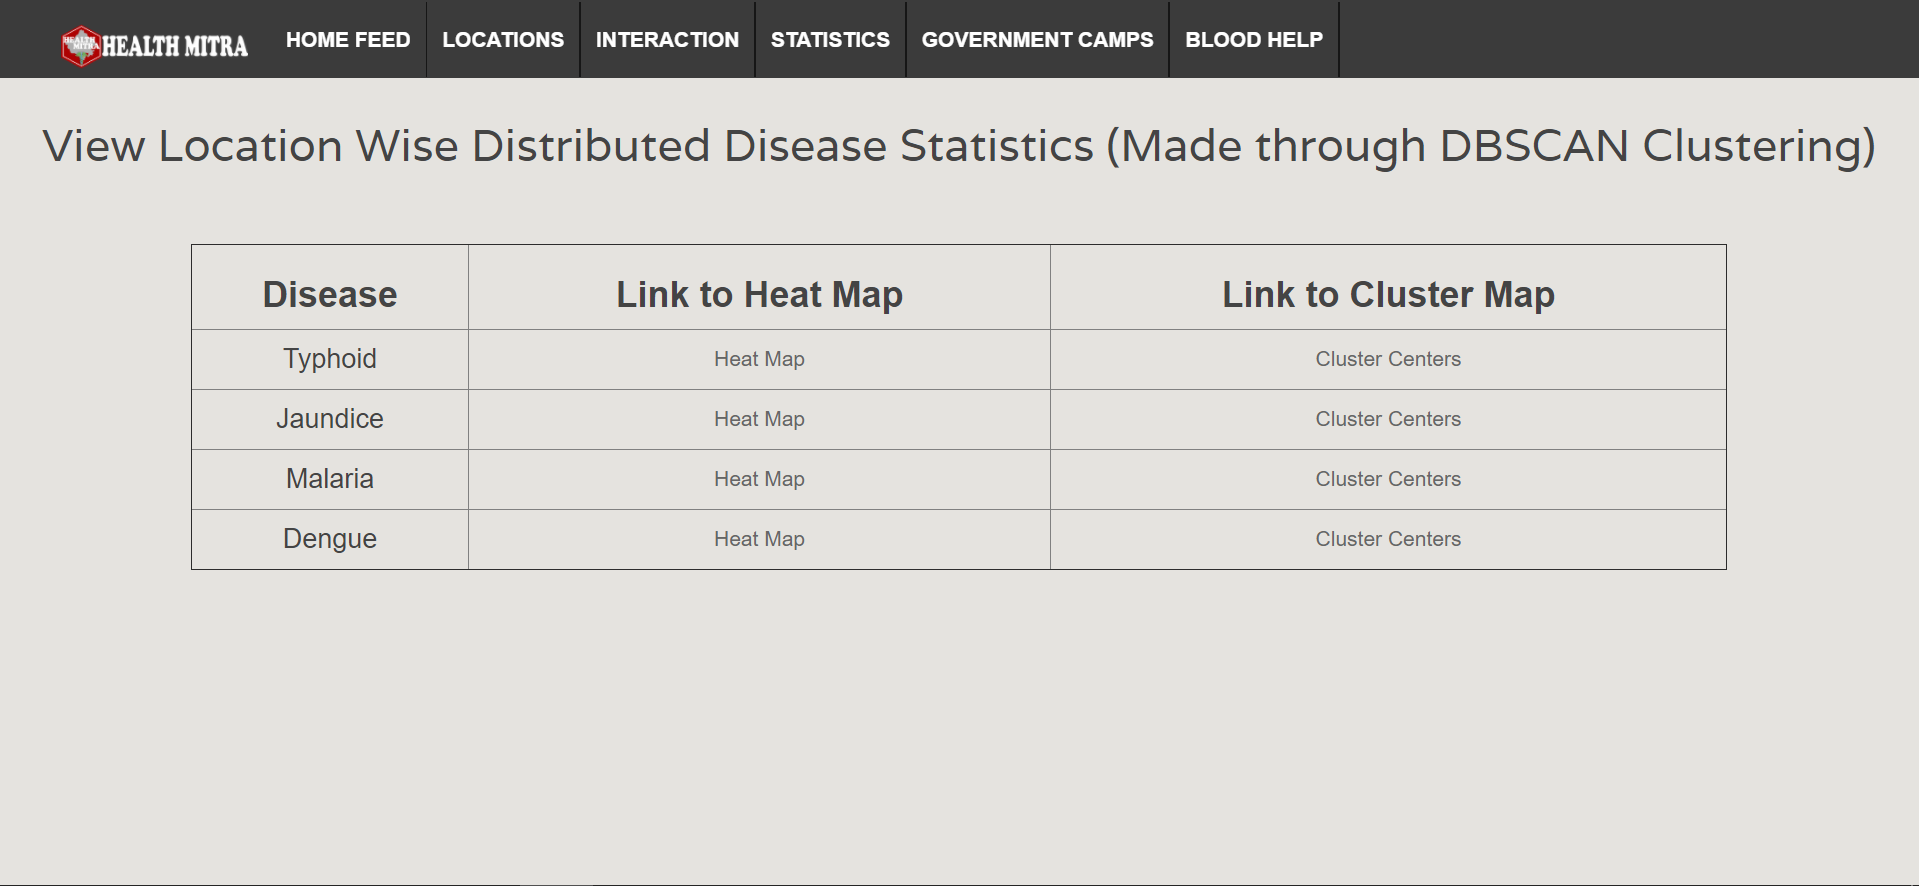 HEALTH MITRA HEALTH MITRA HOME FEED LOCATIONS INTERACTION STATISTICS GOVERNMENT CAMPS BLOOD HELP
View Location Wise Distributed Disease Statistics (Made through DBSCAN Clustering)
Disease Link to Heat Map Link to Cluster Map
Typhoid Heat Map Cluster Centers
Jaundice Heat Map Cluster Centers
Malaria Heat Map Cluster Centers
Dengue Heat Map Cluster Centers